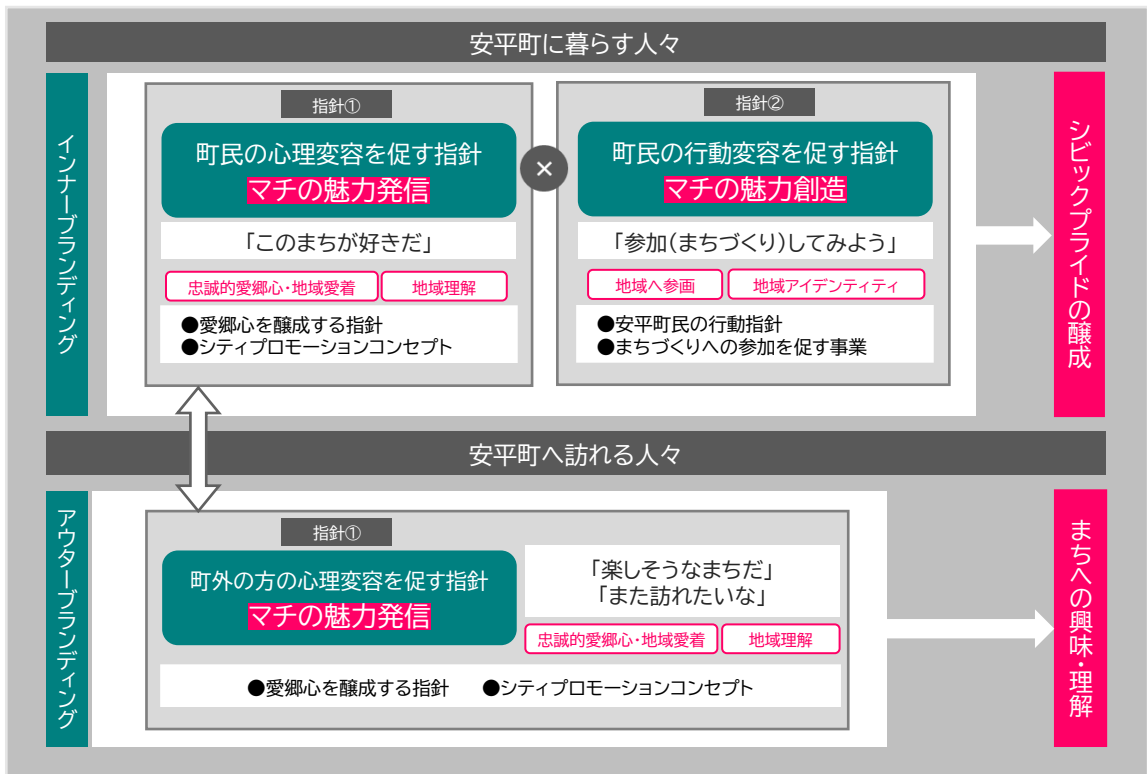 安平町に暮らす人々
インナーブランディング
指針①
町民の心理変容を促す指針
マチの魅力発信
「このまちが好きだ」
忠誠的愛郷心・地域愛着
地域理解
●愛郷心を醸成する指針
●シティプロモーションコンセプト
×
指針②
町民の行動変容を促す指針
マチの魅力創造
「参加(まちづくり)してみよう」
地域へ参画
地域アイデンティティ
●安平町民の行動指針
●まちづくりへの参加を促す事業
シビックプライドの醸成
安平町へ訪れる人々
アウターブランディング
指針①
町外の方の心理変容を促す指針
マチの魅力発信
「楽しそうなまちだ」
「また訪れたいな」
忠誠的愛郷心・地域愛着
地域理解
●愛郷心を醸成する指針
●シティプロモーションコンセプト
まちへの興味・理解